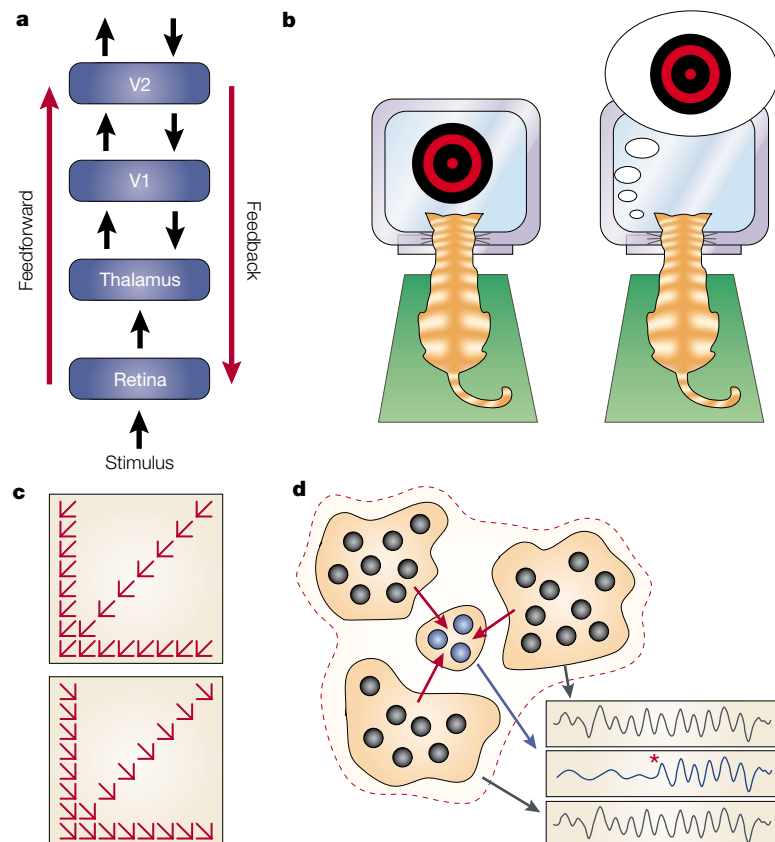 a
V2
V1
Thalamus
Retina
Stimulus
Feedforward
Feedback
b
c
d
*